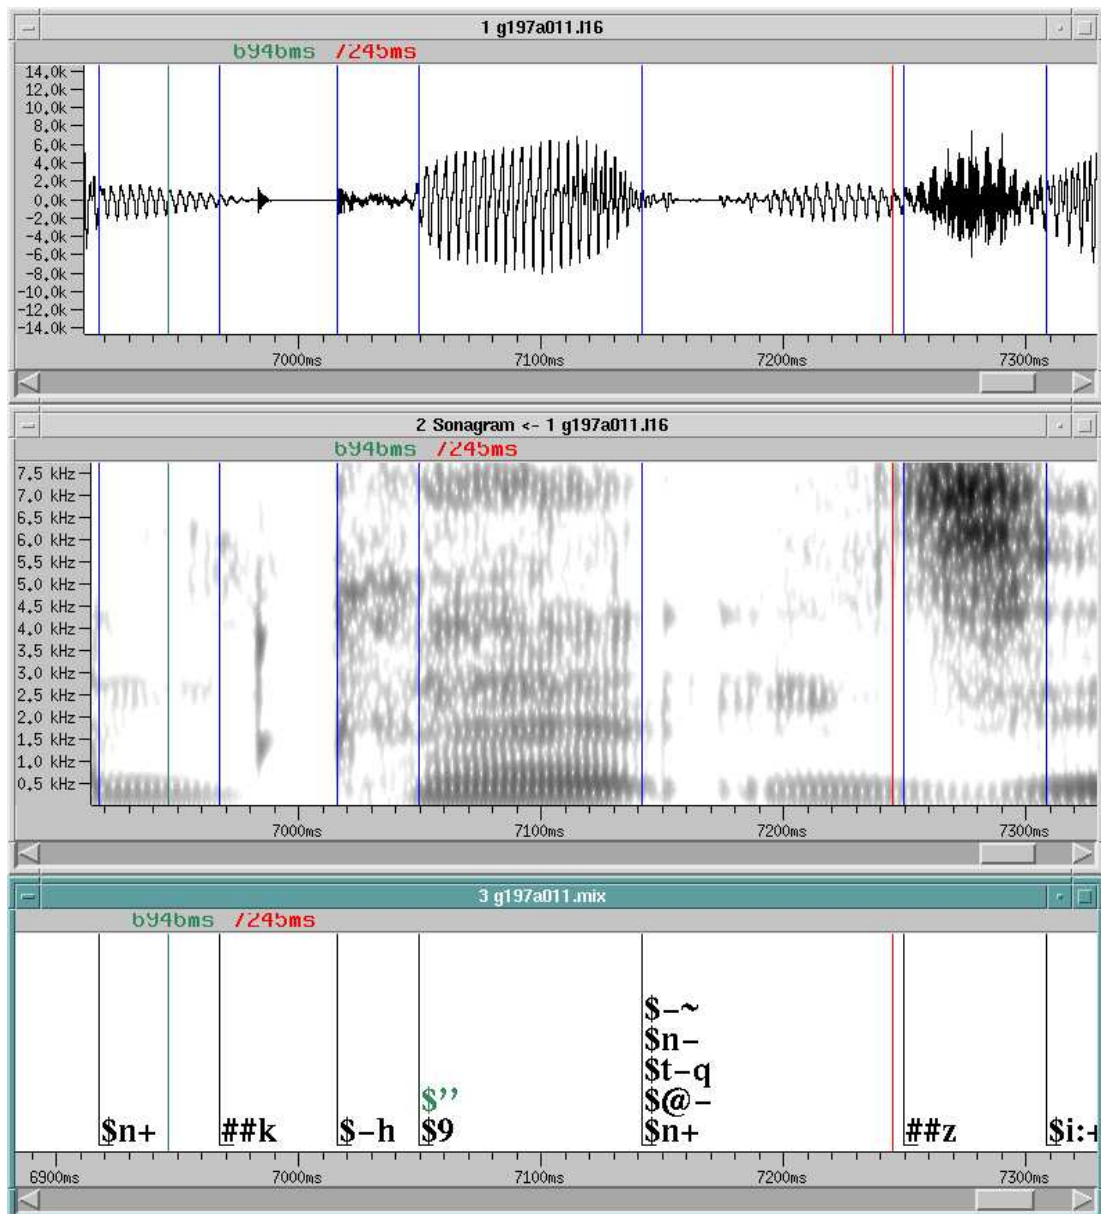 1 g197a011.l16
6946ms 7245ms
14.0k
12.0k
10.0k
8.0k
6.0k
4.0k
2.0k
0.0k
-2.0k
-4.0k
-6.0k
-8.0k
-10.0k
-12.0k
-14.0k
7000ms 7100ms 7200ms 7300ms
2 Sonagram <- 1 g197a011.l16
6946ms 7245ms
7.5 kHz
7.0 kHz
6.5 kHz
6.0 kHz
5.5 kHz
5.0 kHz
4.5 kHz
4.0 kHz
3.5 kHz
3.0 kHz
2.5 kHz
2.0 kHz
1.5 kHz
1.0 kHz
0.5 kHz
7000ms 7100ms 7200ms 7300ms
3 g197a011.mix
6946ms 7245ms
$-~
$n-
$t-q
$'' $@-
$n+ ##k $-h $9 $n+ ##z $i:+
6900ms 7000ms 7100ms 7200ms 7300ms